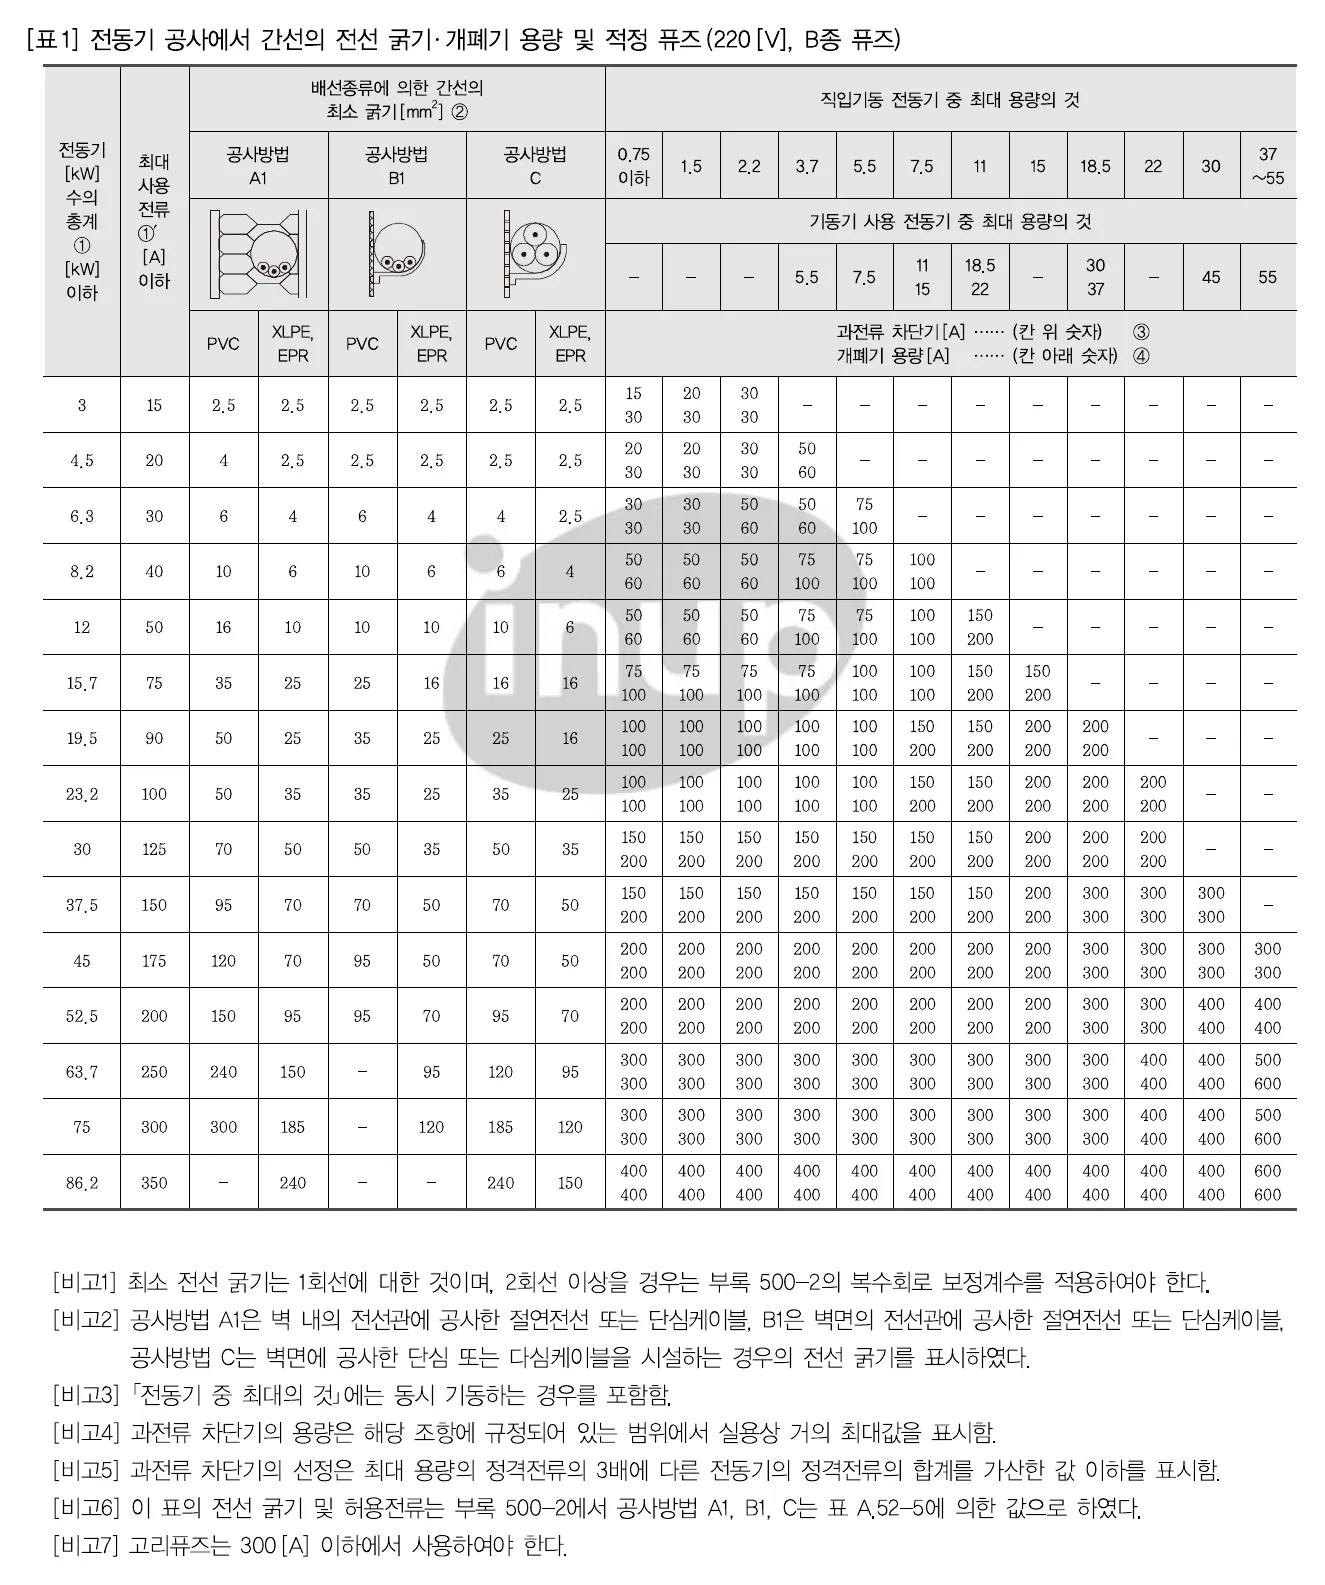 [표1] 전동기 공사에서 간선의 전선 굵기·개폐기 용량 및 적정 퓨즈(220[V], B종 퓨즈)
전동기 [kW] 수의 총계 ① [kW] 이하
최대 사용 전류 ①′ [A] 이하
배선종류에 의한 간선의 최소 굵기[mm²] ②
직입기동 전동기 중 최대 용량의 것
공사방법 A1 공사방법 B1 공사방법 C
0.75 이하 1.5 2.2 3.7 5.5 7.5 11 15 18.5 22 30 37 ~55
기동기 사용 전동기 중 최대 용량의 것
- - - 5.5 7.5 11 15 18.5 22 - 30 37 - 45 55
PVC XLPE, EPR PVC XLPE, EPR PVC XLPE, EPR
과전류 차단기[A] ······ (칸 위 숫자) ③
개폐기 용량[A] ······ (칸 아래 숫자) ④
3 15 2.5 2.5 2.5 2.5 2.5 2.5 15 20 30 - - - - - - - - -
30 30 30
4.5 20 4 2.5 2.5 2.5 2.5 2.5 20 20 30 50 - - - - - - - -
30 30 30 60
6.3 30 6 4 6 4 4 2.5 30 30 50 50 75 - - - - - - -
30 30 60 60 100
8.2 40 10 6 10 6 6 4 50 50 50 75 75 100 - - - - - -
60 60 60 100 100 100
12 50 16 10 10 10 10 6 50 50 50 75 75 100 150 - - - - -
60 60 60 100 100 100 200
15.7 75 35 25 25 16 16 16 75 75 75 75 100 100 150 150 - - - -
100 100 100 100 100 100 200 200
19.5 90 50 25 35 25 25 16 100 100 100 100 100 150 150 200 200 - - -
100 100 100 100 100 200 200 200 200
23.2 100 50 35 35 25 35 25 100 100 100 100 100 150 150 200 200 200 - -
100 100 100 100 100 200 200 200 200 200
30 125 70 50 50 35 50 35 150 150 150 150 150 150 150 200 200 200 - -
200 200 200 200 200 200 200 200 200 200
37.5 150 95 70 70 50 70 50 150 150 150 150 150 150 150 200 300 300 300 -
200 200 200 200 200 200 200 200 300 300 300
45 175 120 70 95 50 70 50 200 200 200 200 200 200 200 200 300 300 300 300
200 200 200 200 200 200 200 200 300 300 300 300
52.5 200 150 95 95 70 95 70 200 200 200 200 200 200 200 200 300 300 400 400
200 200 200 200 200 200 200 200 300 300 400 400
63.7 250 240 150 - 95 120 95 300 300 300 300 300 300 300 300 300 400 400 500
300 300 300 300 300 300 300 300 300 400 400 600
75 300 300 185 - 120 185 120 300 300 300 300 300 300 300 300 300 400 400 500
300 300 300 300 300 300 300 300 300 400 400 600
86.2 350 - 240 - - 240 150 400 400 400 400 400 400 400 400 400 400 400 600
400 400 400 400 400 400 400 400 400 400 400 600
inup
[비고1] 최소 전선 굵기는 1회선에 대한 것이며, 2회선 이상을 경우는 부록 500-2의 복수회로 보정계수를 적용하여야 한다.
[비고2] 공사방법 A1은 벽 내의 전선관에 공사한 절연전선 또는 단심케이블, B1은 벽면의 전선관에 공사한 절연전선 또는 단심케이블,
공사방법 C는 벽면에 공사한 단심 또는 다심케이블을 시설하는 경우의 전선 굵기를 표시하였다.
[비고3] 「전동기 중 최대의 것」에는 동시 기동하는 경우를 포함함.
[비고4] 과전류 차단기의 용량은 해당 조항에 규정되어 있는 범위에서 실용상 거의 최대값을 표시함.
[비고5] 과전류 차단기의 선정은 최대 용량의 정격전류의 3배에 다른 전동기의 정격전류의 합계를 가산한 값 이하를 표시함.
[비고6] 이 표의 전선 굵기 및 허용전류는 부록 500-2에서 공사방법 A1, B1, C는 표 A.52-5에 의한 값으로 하였다.
[비고7] 고리퓨즈는 300[A] 이하에서 사용하여야 한다.